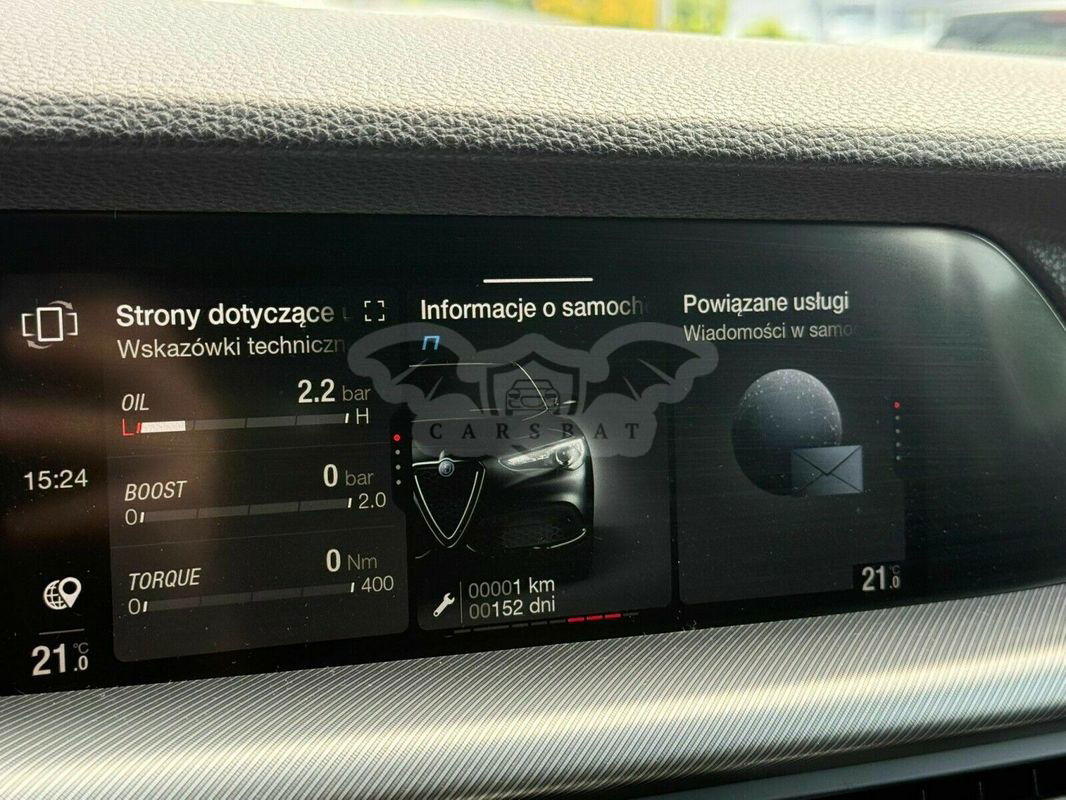 Strony dotyczące
Wskazówki techniczn
OIL
2.2 bar
L
H
BOOST
0 bar
0
2.0
TORQUE
0 Nm
0
400
15:24
21.0
°C
Informacje o samoch
00001 km
00152 dni
Powiązane usługi
Wiadomości w samo
21.0
°C
CARSBAT